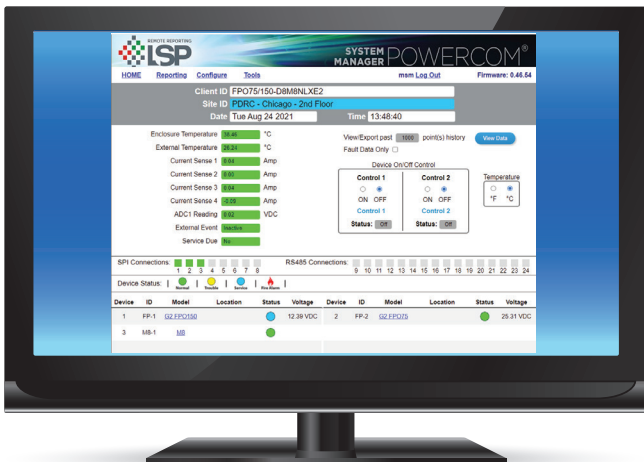 REMOTE REPORTING
LSP
SYSTEM MANAGER POWERCOM®
HOME Reporting Configure Tools msm Log Out Firmware: 0.46.54
Client ID FPO75/150-D8M8NLXE2
Site ID PDRC - Chicago - 2nd Floor
Date Tue Aug 24 2021 Time 13:48:40
Enclosure Temperature 36.46 °C
External Temperature 26.24 °C
Current Sense 1 0.04 Amp
Current Sense 2 0.00 Amp
Current Sense 3 0.04 Amp
Current Sense 4 -0.08 Amp
ADC1 Reading 0.02 VDC
External Event Inactive
Service Due No
View/Export past 1000 point(s) history View Data
Fault Data Only
Device On/Off Control
Control 1 Control 2 Temperature
ON OFF ON OFF °F °C
Control 1 Control 2
Status: Off Status: Off
SPI Connections: 1 2 3 4 5 6 7 8 RS485 Connections: 9 10 11 12 13 14 15 16 17 18 19 20 21 22 23 24
Device Status: | Normal | Trouble | Service | Fire Alarm |
Device ID Model Location Status Voltage Device ID Model Location Status Voltage
1 FP-1 G2 FPO150 12.39 VDC 2 FP-2 G2 FPO75 25.31 VDC
3 M8-1 M8